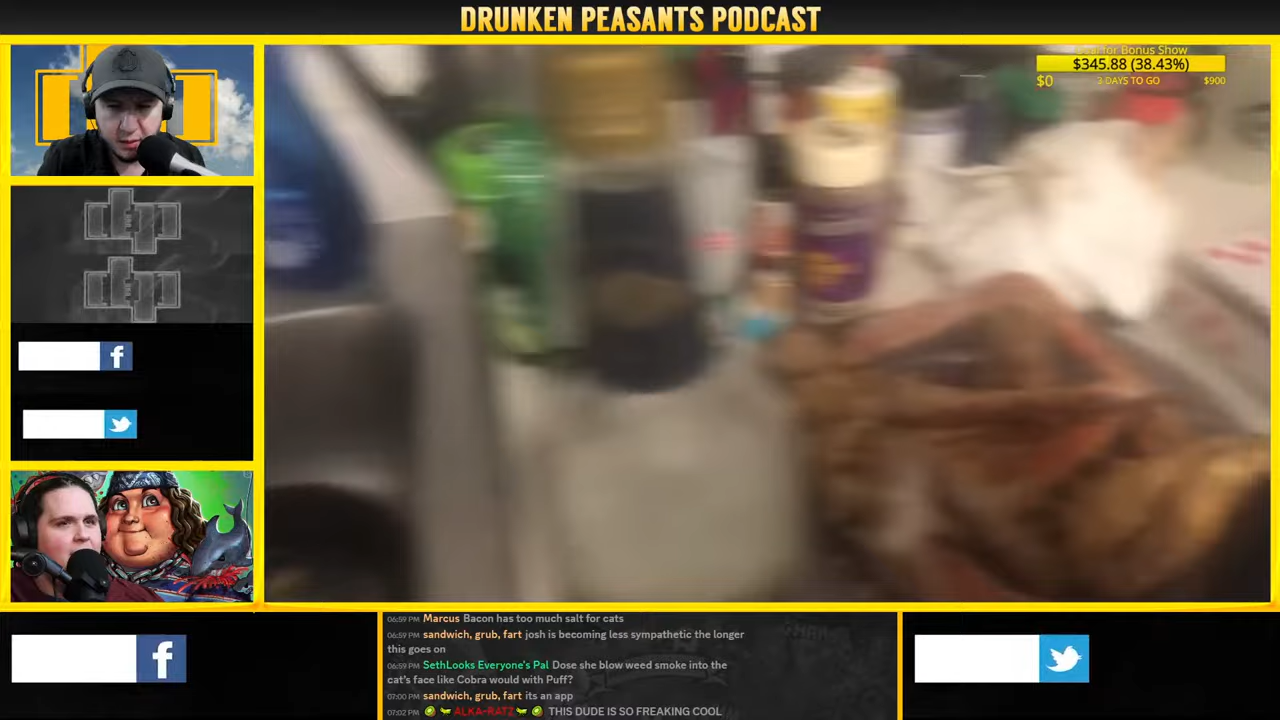 DRUNKEN PEASANTS PODCAST
Goal for Bonus Show
$345.88 (38.43%)
$0
3 DAYS TO GO
$900
06:59 PM Marcus Bacon has too much salt for cats
06:59 PM sandwich, grub, fart josh is becoming less sympathetic the longer
this goes on
06:59 PM SethLooks Everyone's Pal Dose she blow weed smoke into the
cat's face like Cobra would with Puff?
07:00 PM sandwich, grub, fart its an app
07:02 PM ALKA-RATZ THIS DUDE IS SO FREAKING COOL